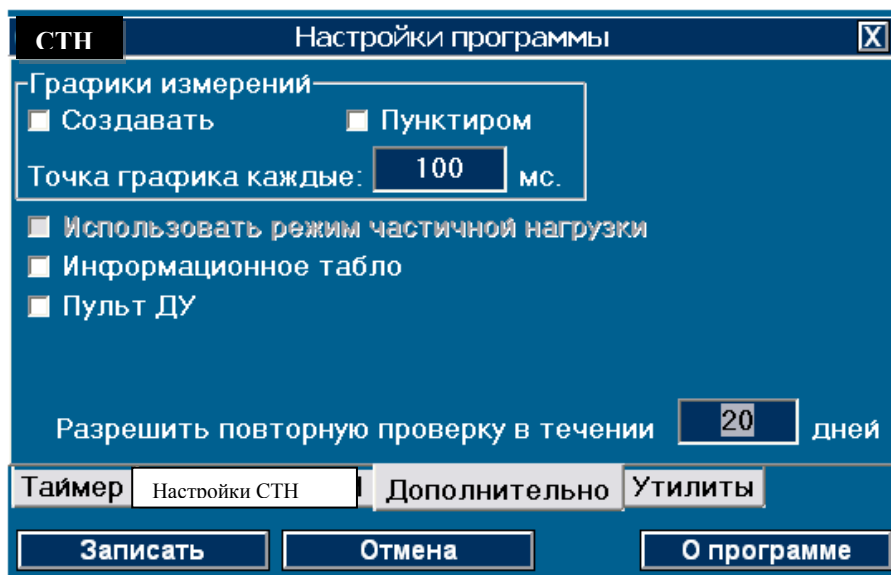 СТН Настройки программы X
Графики измерений
Создавать Пунктиром
Точка графика каждые: 100 мс.
Использовать режим частичной нагрузки
Информационное табло
Пульт ДУ
Разрешить повторную проверку в течении 20 дней
Таймер Настройки СТН Дополнительно Утилиты
Записать Отмена О программе